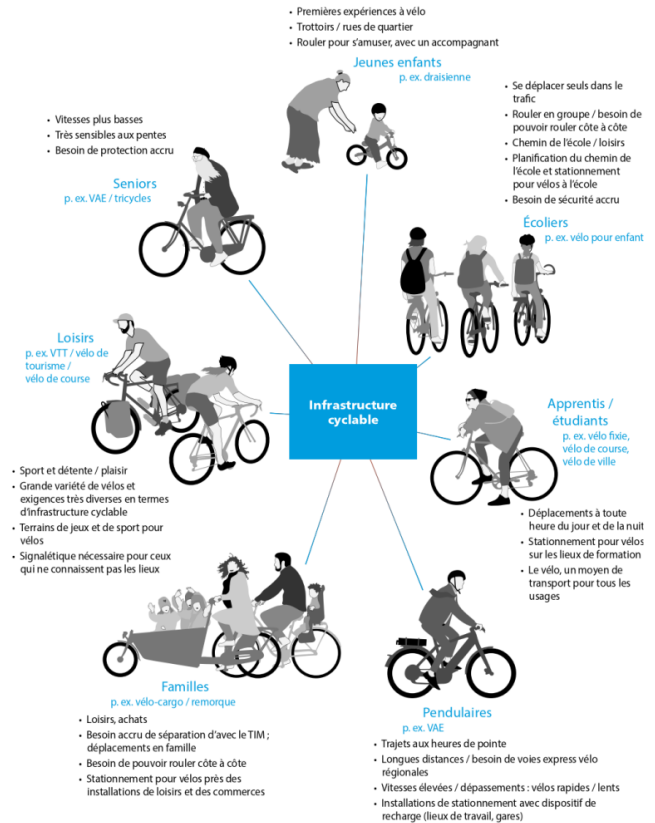 • Premières expériences à vélo
• Trottoirs / rues de quartier
• Rouler pour s'amuser, avec un accompagnant
Jeunes enfants
p. ex. draisienne
• Se déplacer seuls dans le
trafic
• Rouler en groupe / besoin de
pouvoir rouler côte à côte
• Chemin de l'école / loisirs
• Planification du chemin de
l'école et stationnement
pour vélos à l'école
• Besoin de sécurité accru
Écoliers
p. ex. vélo pour enfant
• Vitesses plus basses
• Très sensibles aux pentes
• Besoin de protection accru
Seniors
p. ex. VAE / tricycles
Loisirs
p. ex. VTT / vélo de
tourisme /
vélo de course
• Sport et détente / plaisir
• Grande variété de vélos et
exigences très diverses en termes
d'infrastructure cyclable
• Terrains de jeux et de sport pour
vélos
• Signalétique nécessaire pour ceux
qui ne connaissent pas les lieux
Infrastructure
cyclable
Apprentis /
étudiants
p. ex. vélo fixie,
vélo de course,
vélo de ville
• Déplacements à toute
heure du jour et de la nuit
• Stationnement pour vélos
sur les lieux de formation
• Le vélo, un moyen de
transport pour tous les
usages
Familles
p. ex. vélo-cargo / remorque
• Loisirs, achats
• Besoin accru de séparation d'avec le TIM ;
déplacements en famille
• Besoin de pouvoir rouler côte à côte
• Stationnement pour vélos près des
installations de loisirs et des commerces
Pendulaires
p. ex. VAE
• Trajets aux heures de pointe
• Longues distances / besoin de voies express vélo
régionales
• Vitesses élevées / dépassements : vélos rapides / lents
• Installations de stationnement avec dispositif de
recharge (lieux de travail, gares)